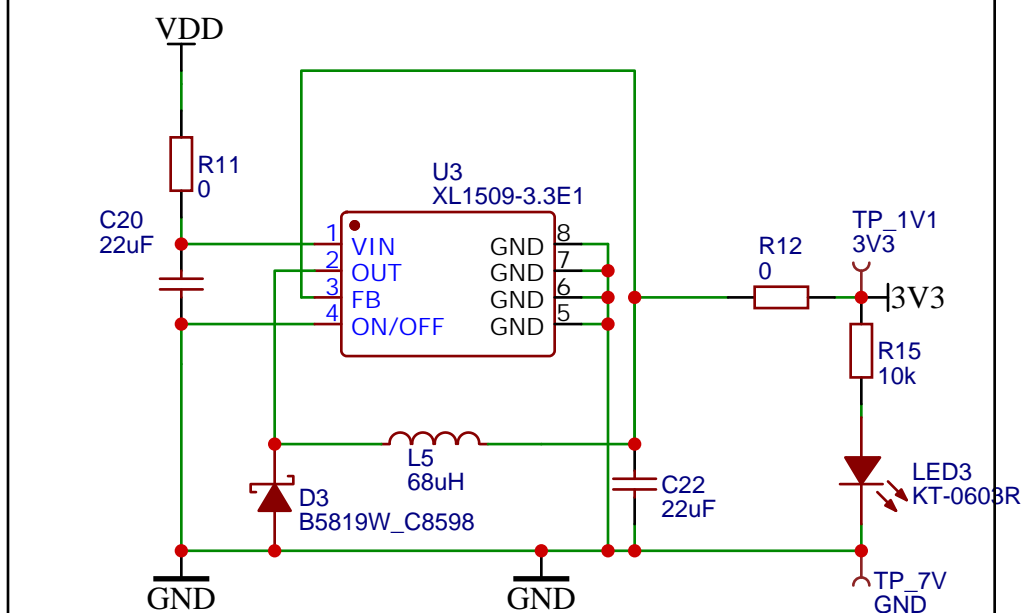 VDD
R11
0
C20
22uF
U3
XL1509-3.3E1
1
VIN
2
OUT
3
FB
4
ON/OFF
8
GND
7
GND
6
GND
5
GND
R12
0
TP_1V1
3V3
3V3
R15
10k
L5
68uH
D3
B5819W_C8598
C22
22uF
LED3
KT-0603R
GND
GND
TP_7V
GND